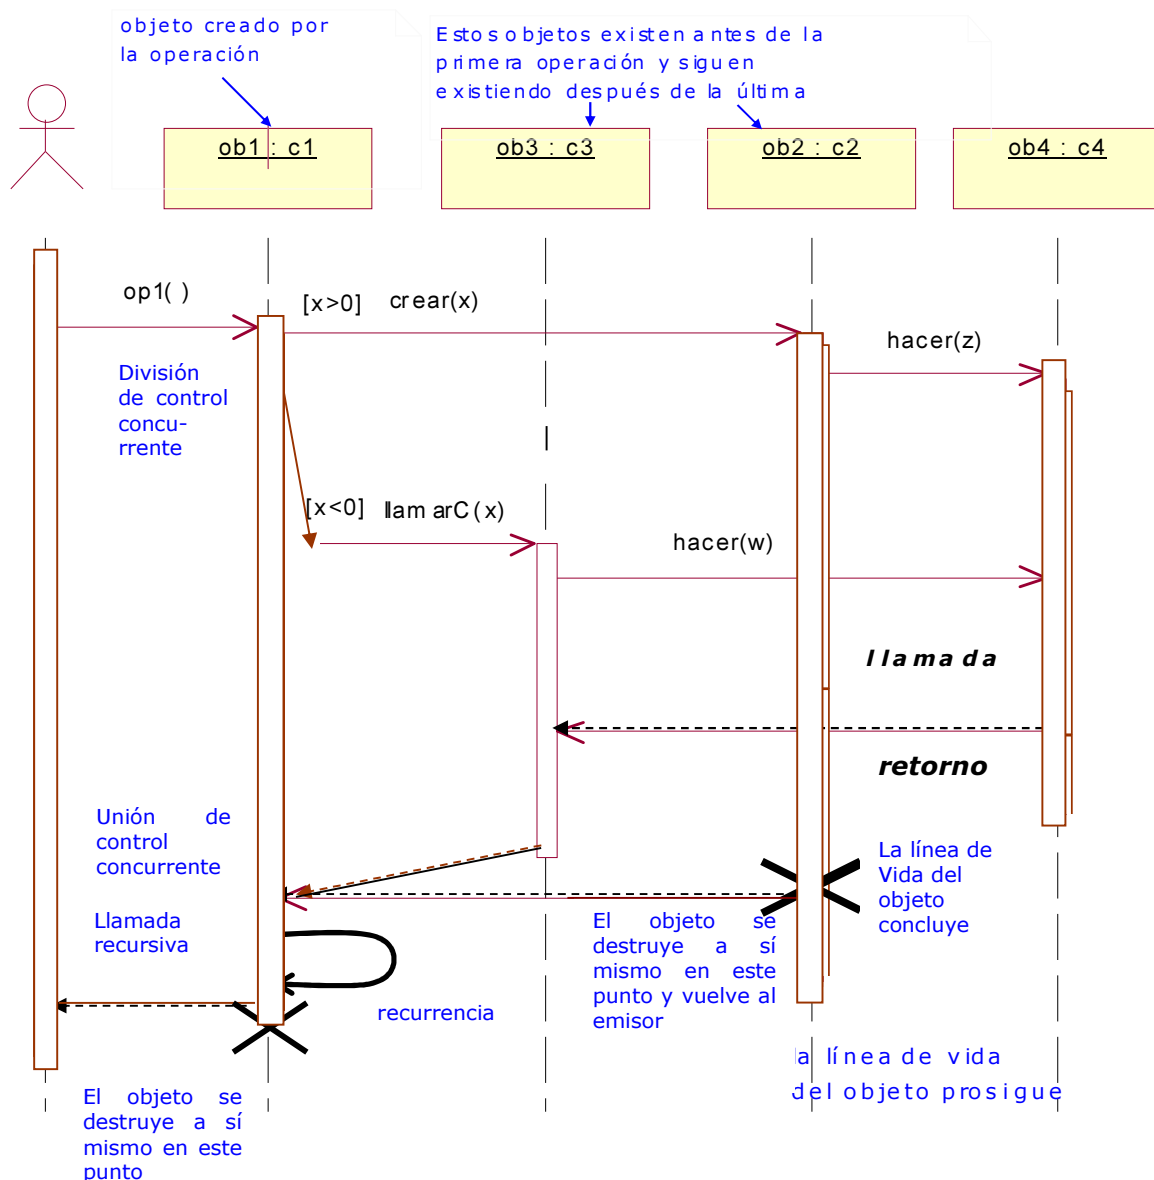 objeto creado por
la operación
Estos objetos existen antes de la
primera operación y siguen
existiendo después de la última
ob1 : c1
ob3 : c3
ob2 : c2
ob4 : c4
op1( )
[x>0] crear(x)
hacer(z)
División
de control
concu-
rrente
[x<0] llamarC(x)
hacer(w)
llamada
retorno
Unión de
control
concurrente
La línea de
Vida del
objeto
concluye
Llamada
recursiva
El objeto se
destruye a sí
mismo en este
punto y vuelve al
emisor
recurrencia
la línea de vida
del objeto prosigue
El objeto se
destruye a sí
mismo en este
punto